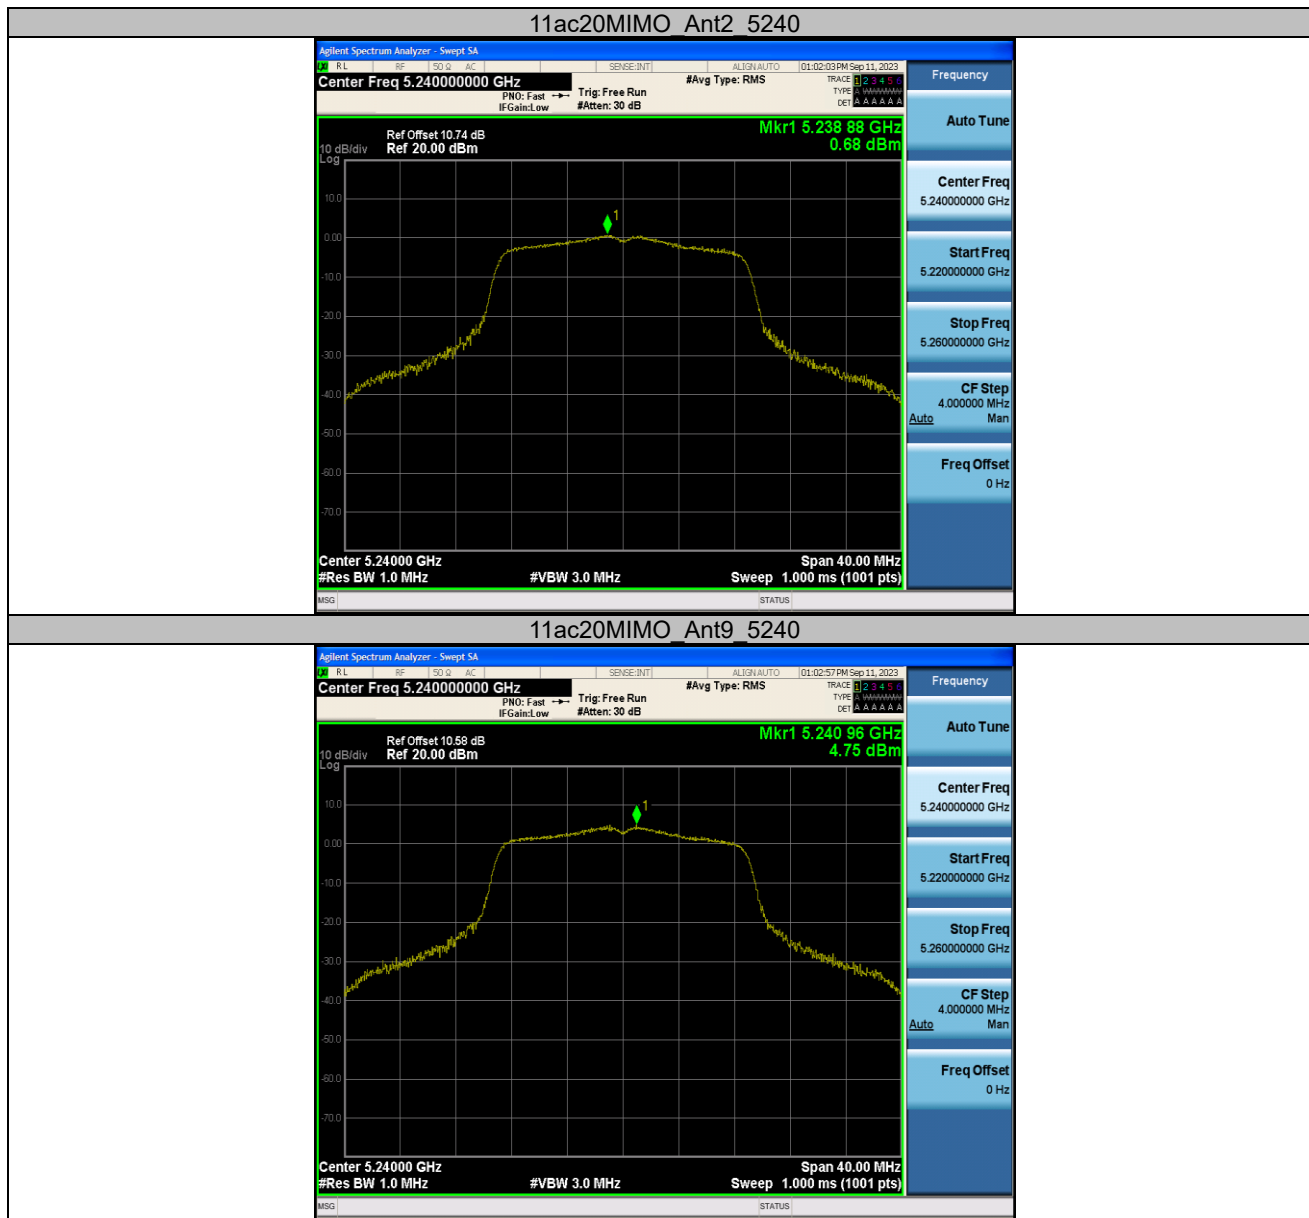 11ac20MIMO_Ant2_5240
Agilent Spectrum Analyzer - Swept SA
RL RF 50 Ω AC SENSE:INT ALIGN AUTO 01:02:03 PM Sep 11, 2023
Center Freq 5.240000000 GHz #Avg Type: RMS TRACE 1 2 3 4 5 6
PNO: Fast Trig: Free Run TYPE A WWWWW
IFGain:Low #Atten: 30 dB DET A A A A A A
Frequency
Auto Tune
Mkr1 5.238 88 GHz
0.68 dBm
Ref Offset 10.74 dB
10 dB/div Ref 20.00 dBm
Log
10.0
0.00
-10.0
-20.0
-30.0
-40.0
-50.0
-60.0
-70.0
1
Center Freq
5.240000000 GHz
Start Freq
5.220000000 GHz
Stop Freq
5.260000000 GHz
CF Step
4.000000 MHz
Auto Man
Freq Offset
0 Hz
Center 5.24000 GHz Span 40.00 MHz
#Res BW 1.0 MHz #VBW 3.0 MHz Sweep 1.000 ms (1001 pts)
MSG STATUS
11ac20MIMO_Ant9_5240
Agilent Spectrum Analyzer - Swept SA
RL RF 50 Ω AC SENSE:INT ALIGN AUTO 01:02:57 PM Sep 11, 2023
Center Freq 5.240000000 GHz #Avg Type: RMS TRACE 1 2 3 4 5 6
PNO: Fast Trig: Free Run TYPE A WWWWW
IFGain:Low #Atten: 30 dB DET A A A A A A
Frequency
Auto Tune
Mkr1 5.240 96 GHz
4.75 dBm
Ref Offset 10.58 dB
10 dB/div Ref 20.00 dBm
Log
10.0
0.00
-10.0
-20.0
-30.0
-40.0
-50.0
-60.0
-70.0
1
Center Freq
5.240000000 GHz
Start Freq
5.220000000 GHz
Stop Freq
5.260000000 GHz
CF Step
4.000000 MHz
Auto Man
Freq Offset
0 Hz
Center 5.24000 GHz Span 40.00 MHz
#Res BW 1.0 MHz #VBW 3.0 MHz Sweep 1.000 ms (1001 pts)
MSG STATUS